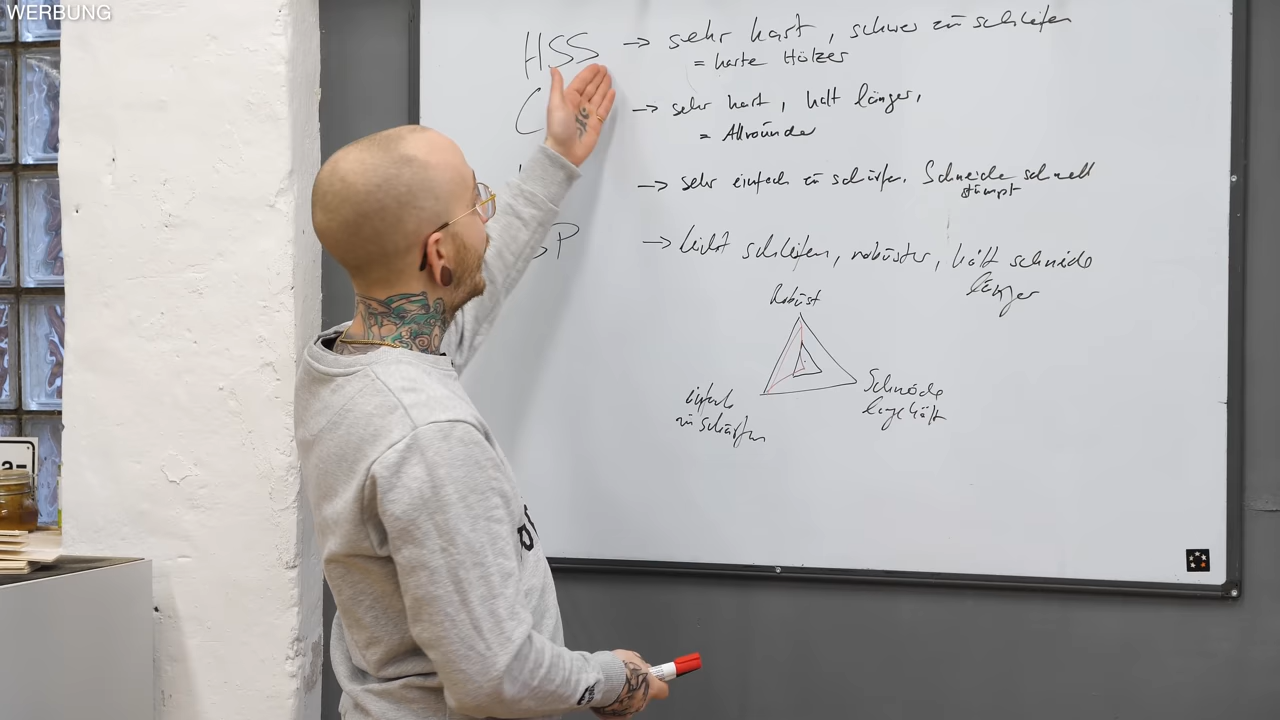 WERBUNG
HSS → sehr hart, schwer zu schleifen
= harte Hölzer
C → sehr hart, hält länger,
= Allrounder
→ sehr einfach zu schärfen. Schneide schnell
stumpf
P → leicht schleifen, robuster, hält schneide
länger
Robust
einfach
zu schärfen
Schneide
lange hält